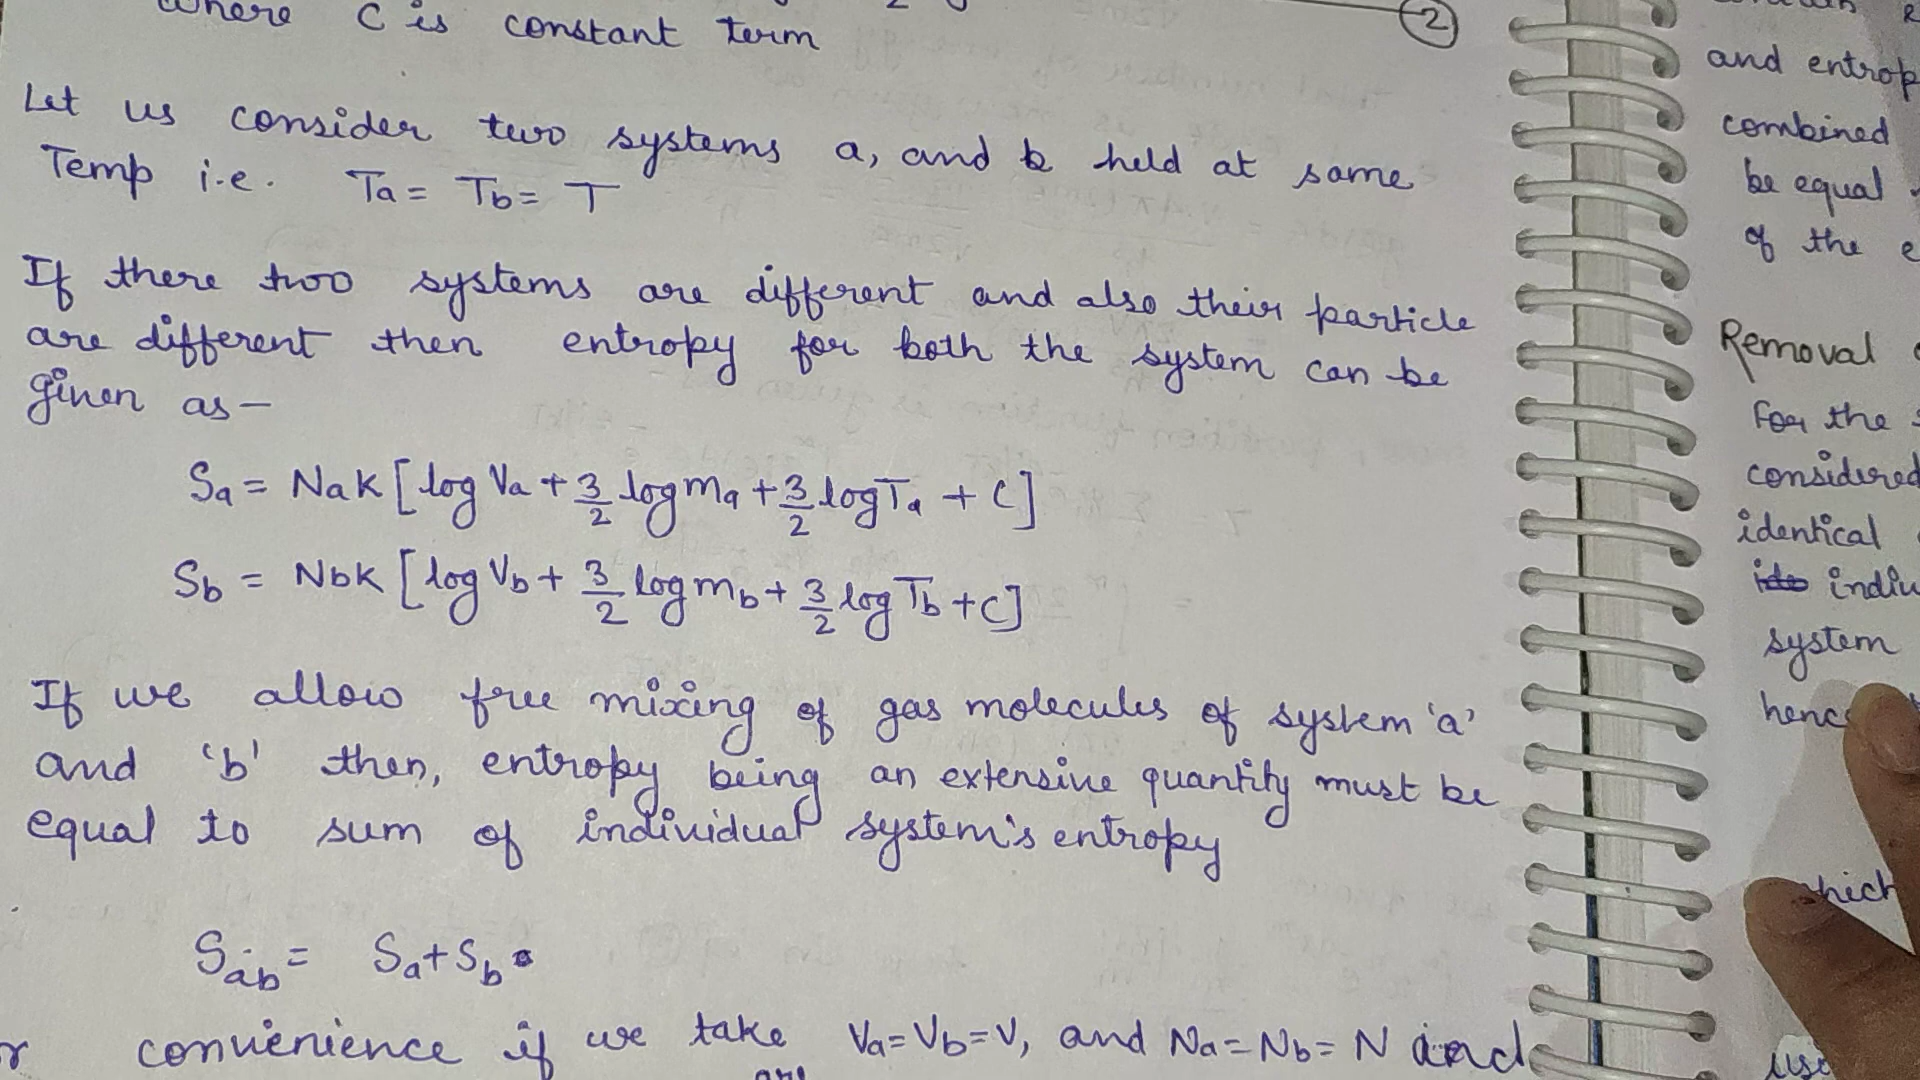 where C is constant term
2
Let us consider two systems a, and b held at same
Temp i.e. Ta = Tb = T
If there two systems are different and also their particle
are different then entropy for both the system can be
given as —
Sa = Nak [log Va + 3/2 log ma + 3/2 log Ta + C]
Sb = Nbk [log Vb + 3/2 log mb + 3/2 log Tb + C]
If we allow free mixing of gas molecules of system 'a'
and 'b' then, entropy being an extensive quantity must be
equal to sum of individual system's entropy
Sab = Sa + Sb
convenience if we take Va = Vb = V, and Na = Nb = N and
are
and entrop
combined
be equal
of the e
Removal
For the
considered
identical
indiv
system
henc
hich